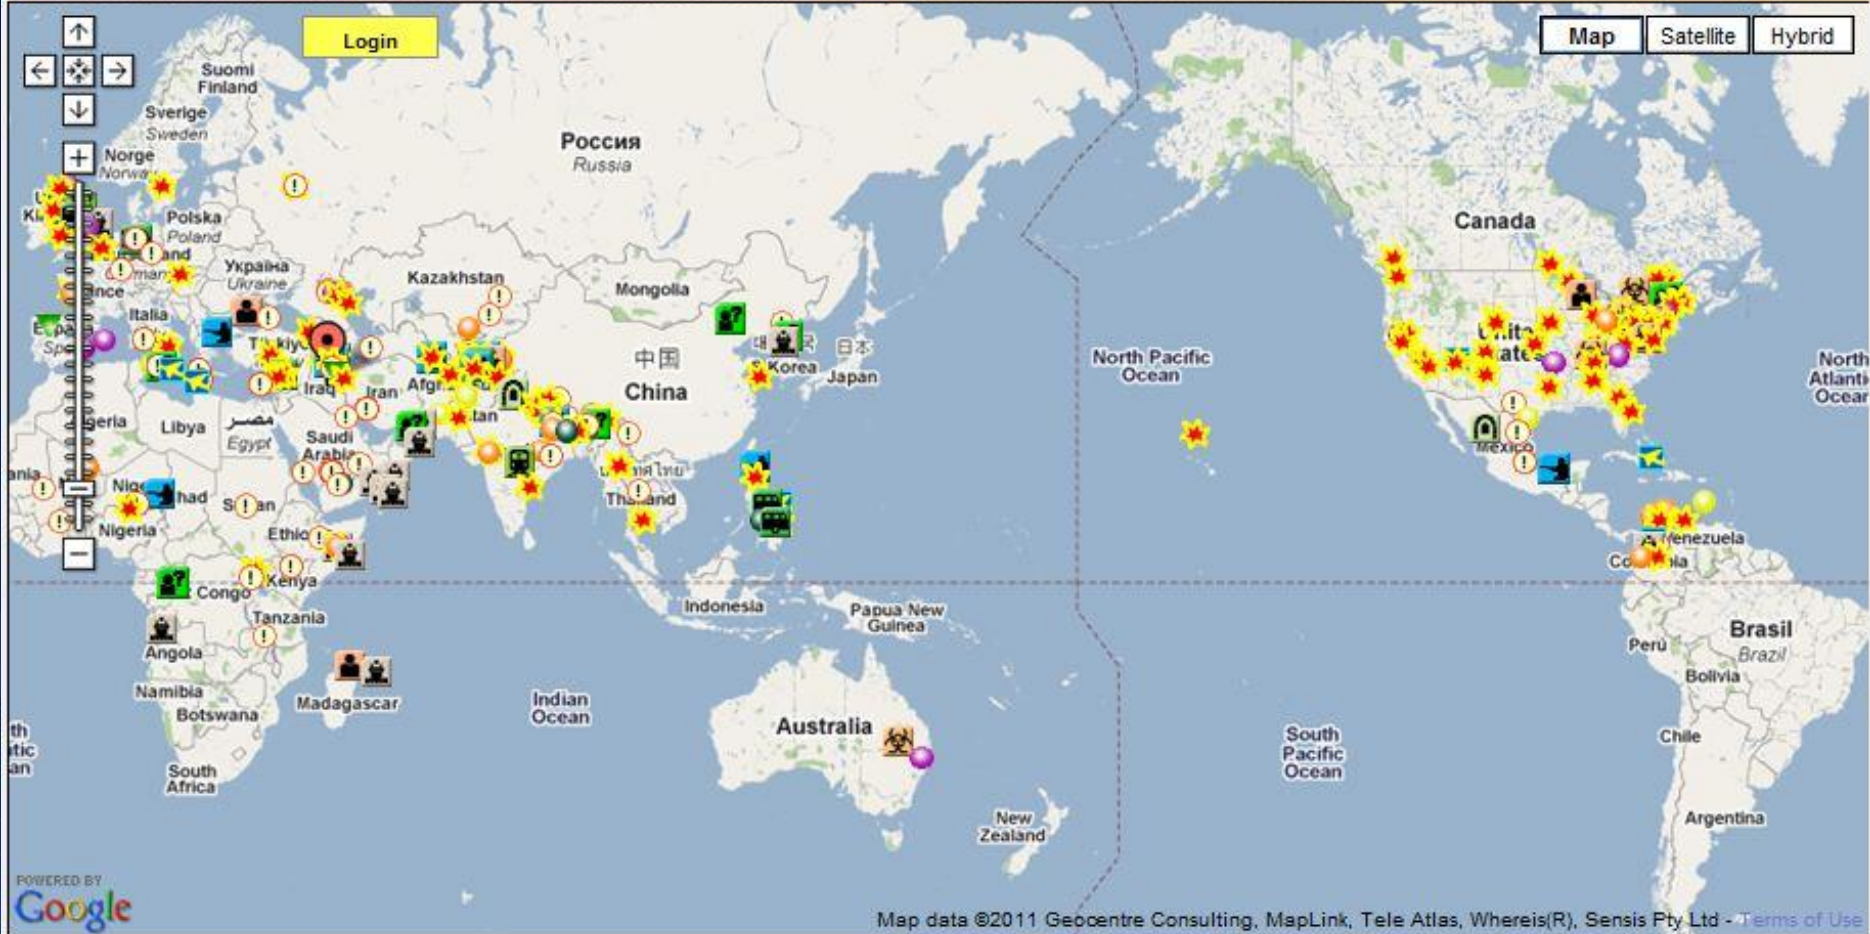 Login
Map
Satellite
Hybrid
Suomi
Finland
Sverige
Sweden
Norge
Россия
Russia
Canada
Polska
Poland
Україна
Ukraine
Kazakhstan
Mongolia
Italia
中国
China
日本
Japan
Korea
North Pacific
Ocean
North
Iraq
Iran
Libya
مصر
Egypt
Saudi
Arabia
Mexico
Nigeria
Congo
Kenya
Tanzania
Venezuela
Indonesia
Papua New
Guinea
Angola
Perú
Brasil
Brazil
Bolivia
Namibia
Botswana
Madagascar
Indian
Ocean
Australia
South
Pacific
Ocean
Chile
South
Africa
New
Zealand
Argentina
POWERED BY
Google
Map data ©2011 Geocentre Consulting, MapLink, Tele Atlas, Whereis(R), Sensis Pty Ltd - Terms of Use